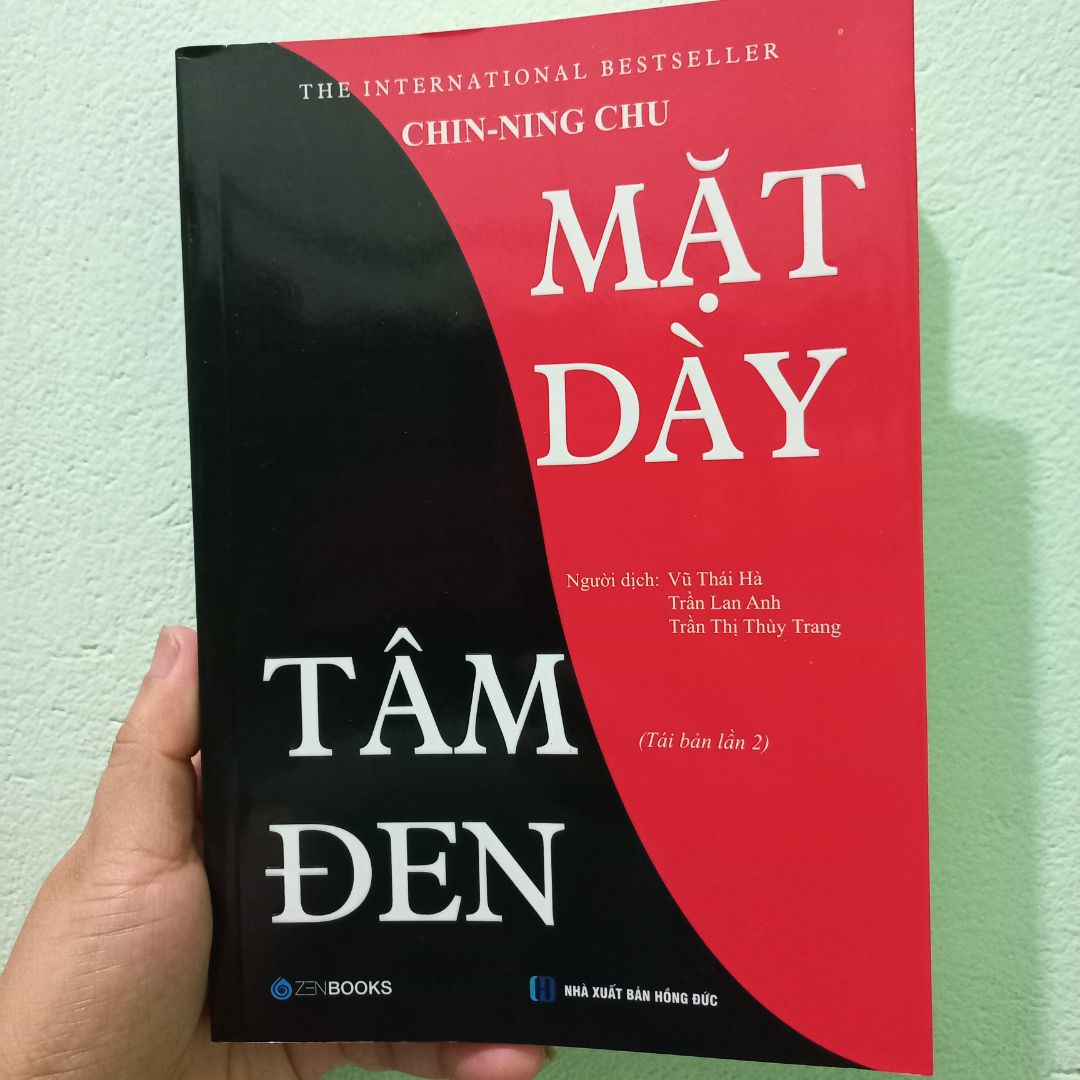 THE INTERNATIONAL BESTSELLER
CHIN-NING CHU
MẶT
DÀY
Người dịch: Vũ Thái Hà
Trần Lan Anh
Trần Thị Thùy Trang
TÂM
(Tái bản lần 2)
ĐEN
ZENBOOKS
NHÀ XUẤT BẢN HỒNG ĐỨC